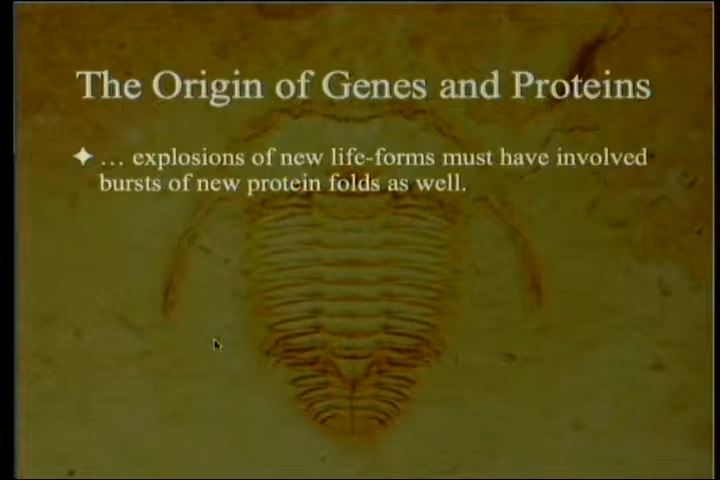 The Origin of Genes and Proteins
… explosions of new life-forms must have involved
bursts of new protein folds as well.